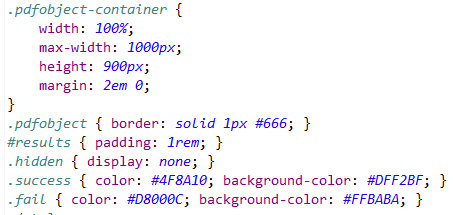 .pdfobject-container {
    width: 100%;
    max-width: 1000px;
    height: 900px;
    margin: 2em 0;
}
.pdfobject { border: solid 1px #666; }
#results { padding: 1rem; }
.hidden { display: none; }
.success { color: #4F8A10; background-color: #DFF2BF; }
.fail { color: #D8000C; background-color: #FFBABA; }